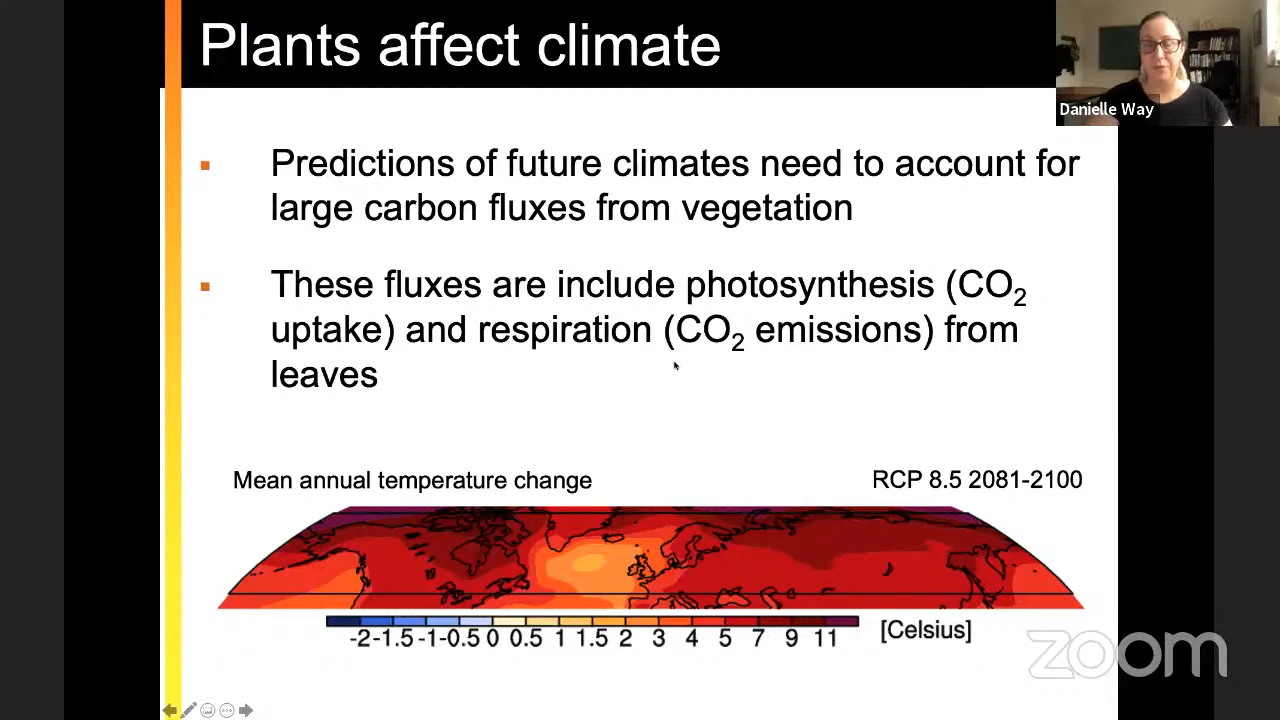 Plants affect climate
Danielle Way
Predictions of future climates need to account for
large carbon fluxes from vegetation
These fluxes are include photosynthesis (CO₂
uptake) and respiration (CO₂ emissions) from
leaves
Mean annual temperature change
RCP 8.5 2081-2100
-2 -1.5 -1 -0.5 0 0.5 1 1.5 2 3 4 5 7 9 11
[Celsius]
zoom